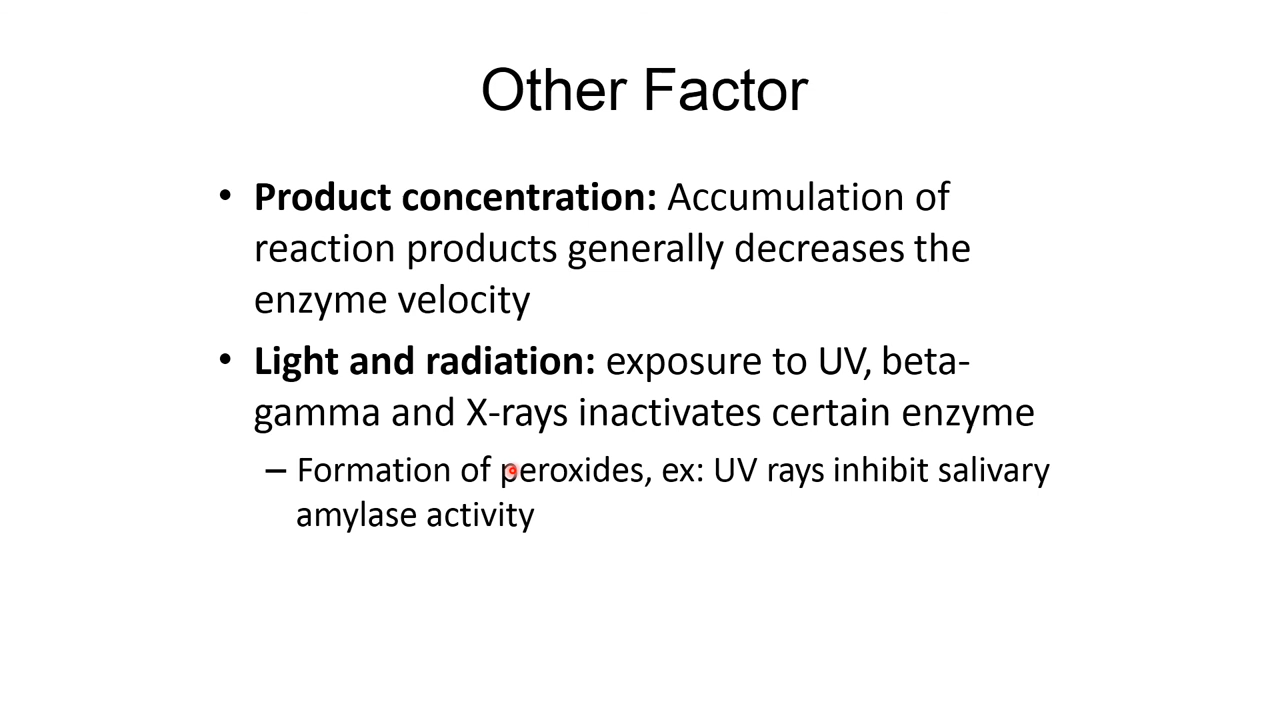 Other Factor
• Product concentration: Accumulation of
reaction products generally decreases the
enzyme velocity
• Light and radiation: exposure to UV, beta-
gamma and X-rays inactivates certain enzyme
– Formation of peroxides, ex: UV rays inhibit salivary
amylase activity